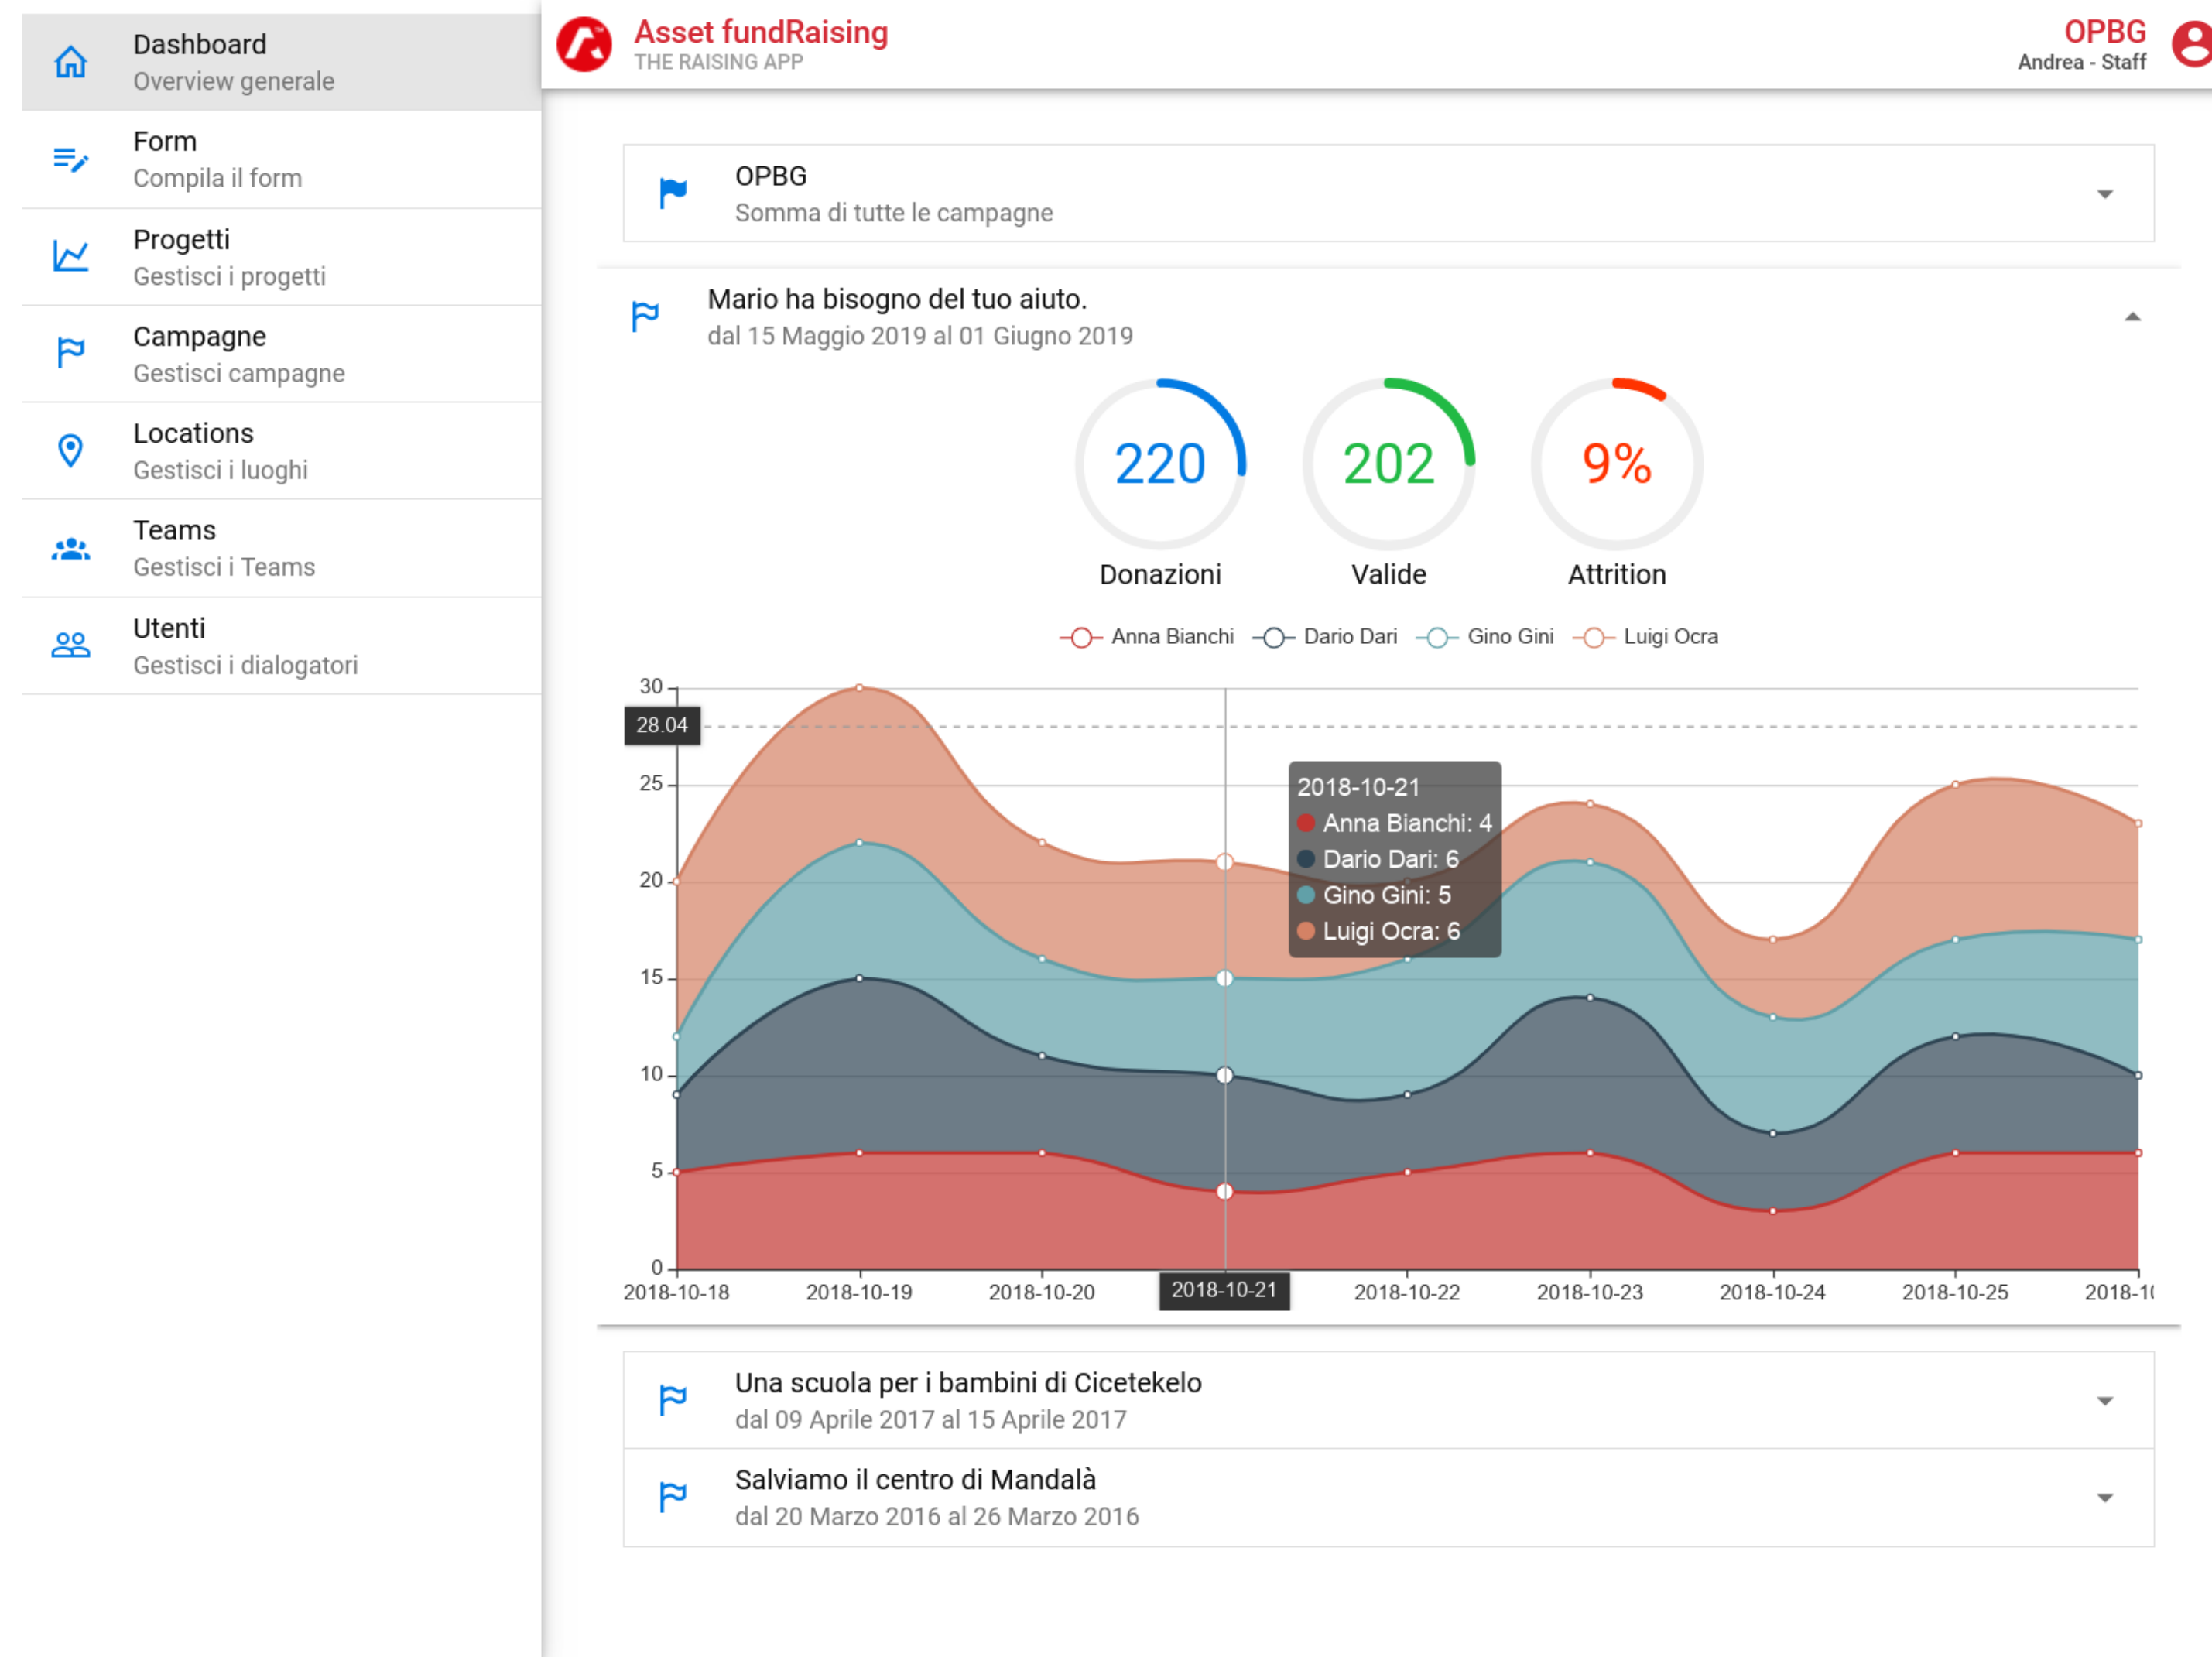 Dashboard
Overview generale
Form
Compila il form
Progetti
Gestisci i progetti
Campagne
Gestisci campagne
Locations
Gestisci i luoghi
Teams
Gestisci i Teams
Utenti
Gestisci i dialogatori
Asset fundRaising
THE RAISING APP
OPBG
Andrea - Staff
OPBG
Somma di tutte le campagne
Mario ha bisogno del tuo aiuto.
dal 15 Maggio 2019 al 01 Giugno 2019
220 202 9%
Donazioni Valide Attrition
Anna Bianchi Dario Dari Gino Gini Luigi Ocra
30
28.04
25
20
15
10
5
0
2018-10-21
Anna Bianchi: 4
Dario Dari: 6
Gino Gini: 5
Luigi Ocra: 6
2018-10-18 2018-10-19 2018-10-20 2018-10-21 2018-10-22 2018-10-23 2018-10-24 2018-10-25 2018-10
Una scuola per i bambini di Cicetekelo
dal 09 Aprile 2017 al 15 Aprile 2017
Salviamo il centro di Mandalà
dal 20 Marzo 2016 al 26 Marzo 2016